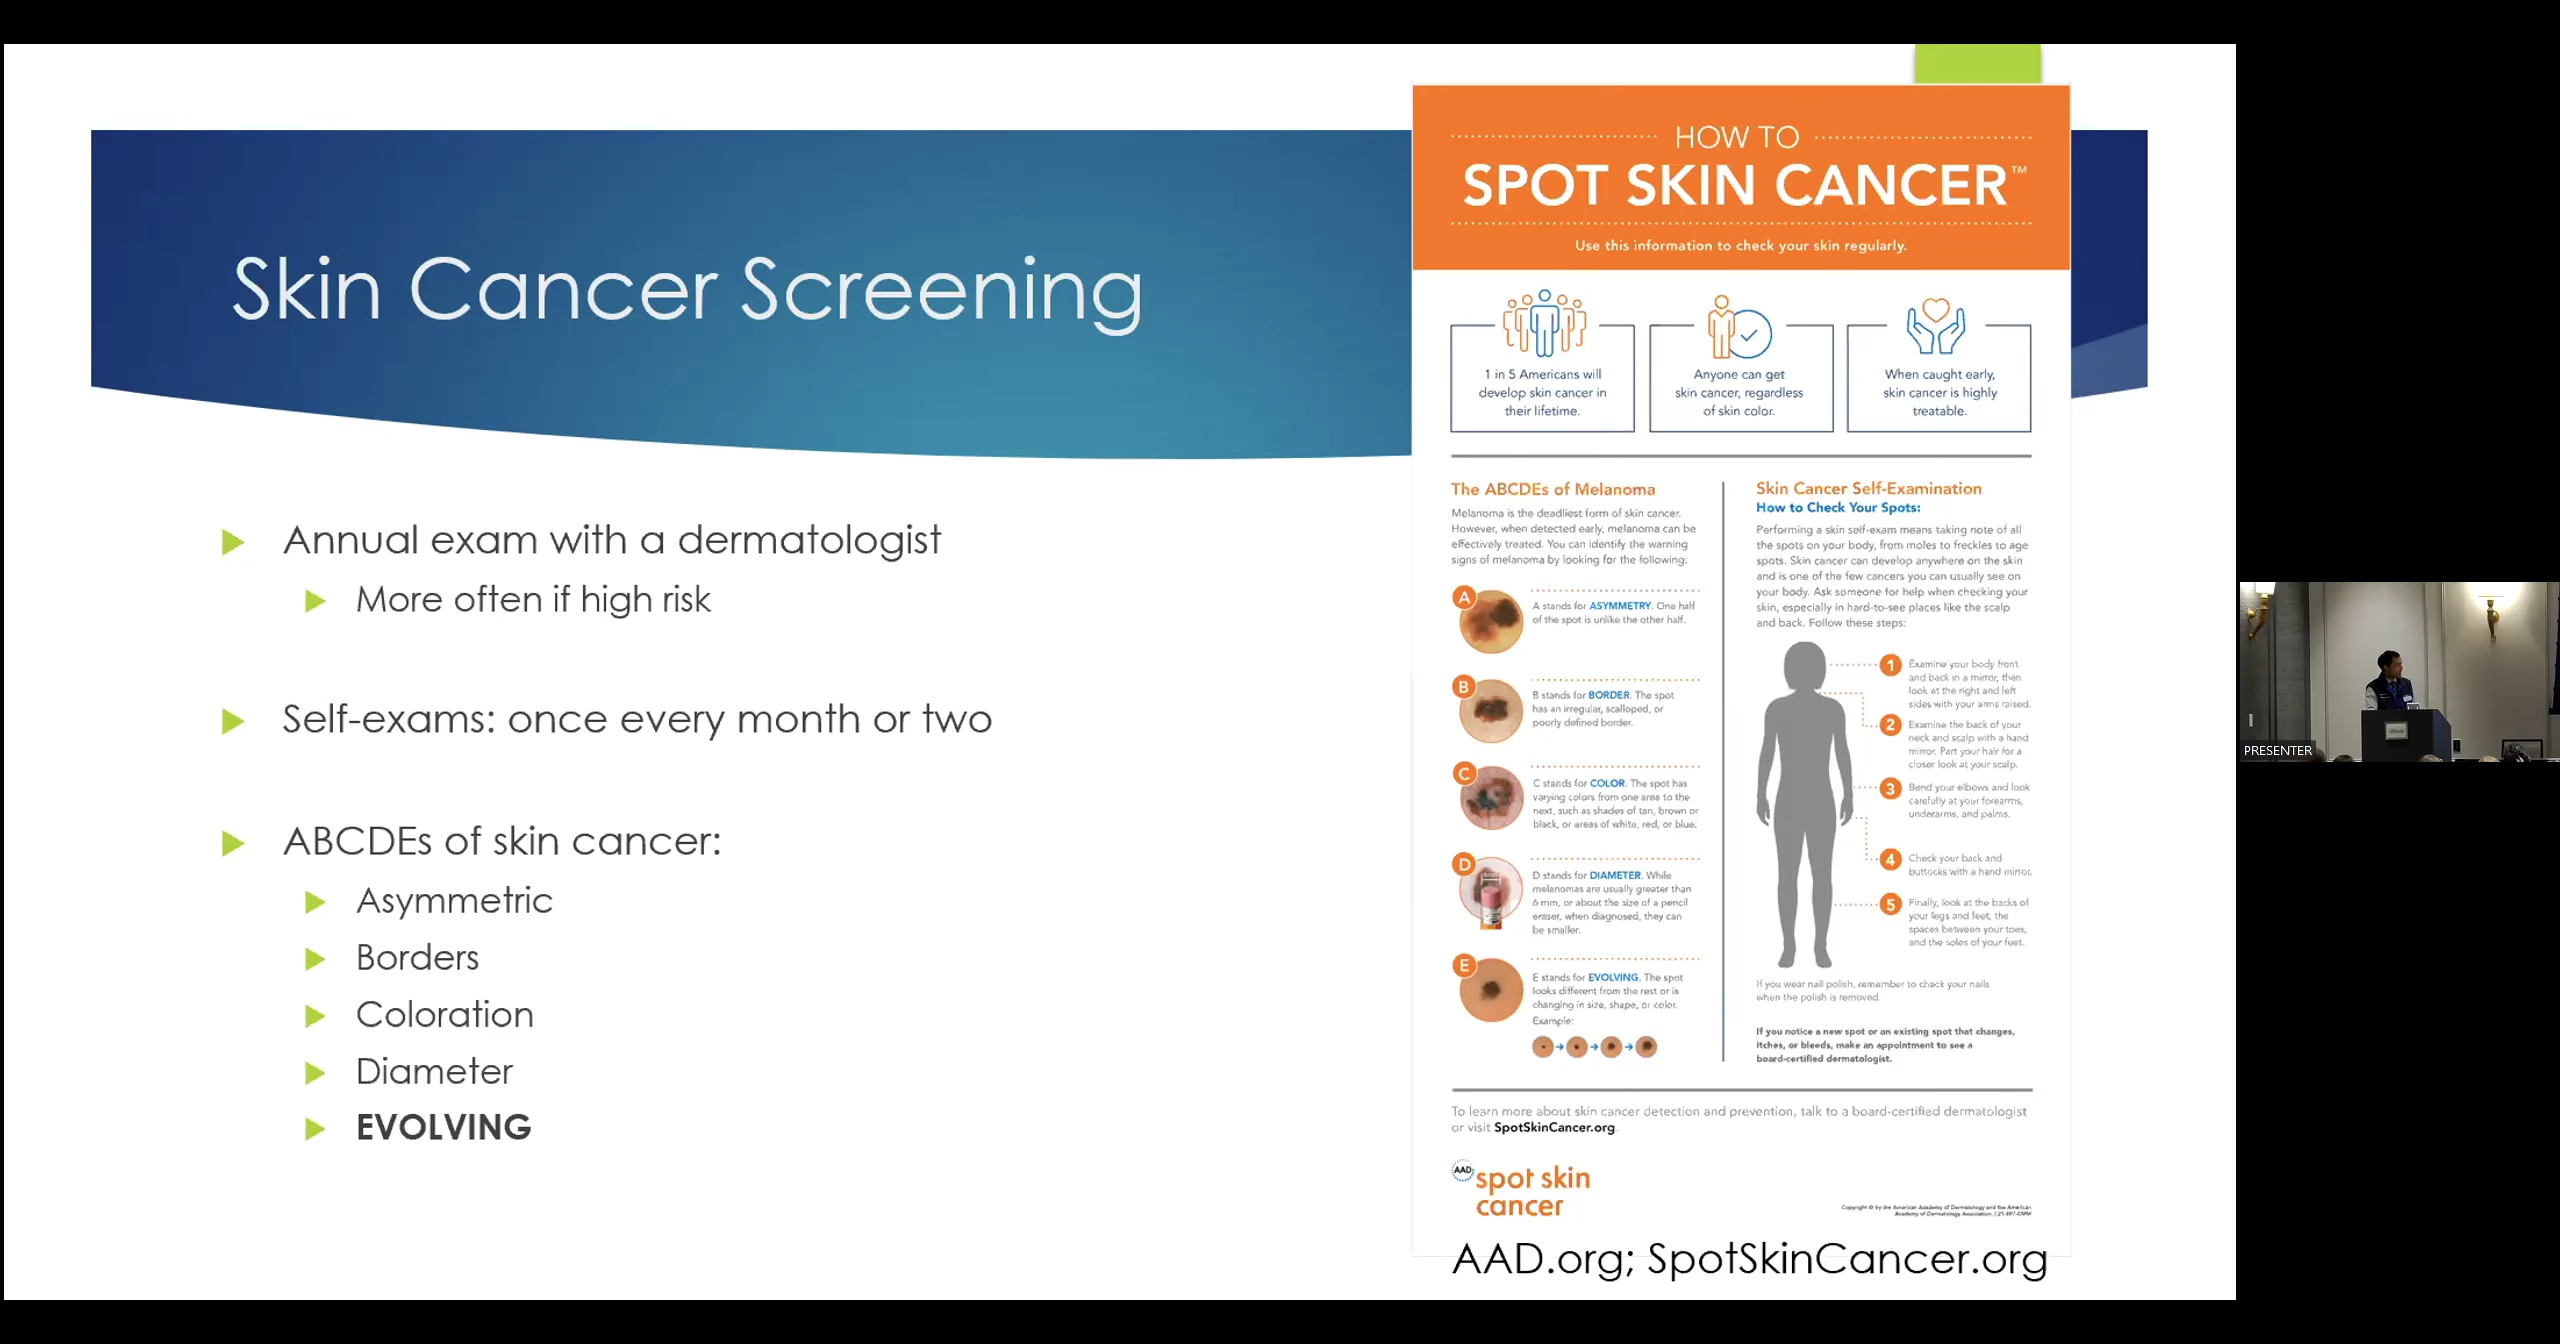 Skin Cancer Screening
Annual exam with a dermatologist
More often if high risk
Self-exams: once every month or two
ABCDEs of skin cancer:
Asymmetric
Borders
Coloration
Diameter
EVOLVING
HOW TO
SPOT SKIN CANCER™
Use this information to check your skin regularly.
1 in 5 Americans will
develop skin cancer in
their lifetime.
Anyone can get
skin cancer, regardless
of skin color.
When caught early,
skin cancer is highly
treatable.
The ABCDEs of Melanoma
Melanoma is the deadliest form of skin cancer.
However, when detected early, melanoma can be
effectively treated. You can identify the warning
signs of melanoma by looking for the following:
A
A stands for ASYMMETRY. One half
of the spot is unlike the other half.
B
B stands for BORDER. The spot
has an irregular, scalloped, or
poorly defined border.
C
C stands for COLOR. The spot has
varying colors from one area to the
next, such as shades of tan, brown or
black, or areas of white, red, or blue.
D
D stands for DIAMETER. While
melanomas are usually greater than
6 mm, or about the size of a pencil
eraser, when diagnosed, they can
be smaller.
E
E stands for EVOLVING. The spot
looks different from the rest or is
changing in size, shape, or color.
Example:
Skin Cancer Self-Examination
How to Check Your Spots:
Performing a skin self-exam means taking note of all
the spots on your body, from moles to freckles to age
spots. Skin cancer can develop anywhere on the skin
and is one of the few cancers you can usually see on
your body. Ask someone for help when checking your
skin, especially in hard-to-see places like the scalp
and back. Follow these steps:
1
Examine your body front
and back in a mirror, then
look at the right and left
sides with your arms raised.
2
Examine the back of your
neck and scalp with a hand
mirror. Part your hair for a
closer look at your scalp.
3
Bend your elbows and look
carefully at your forearms,
underarms, and palms.
4
Check your back and
buttocks with a hand mirror.
5
Finally, look at the backs of
your legs and feet, the
spaces between your toes,
and the soles of your feet.
If you wear nail polish, remember to check your nails
when the polish is removed.
If you notice a new spot or an existing spot that changes,
itches, or bleeds, make an appointment to see a
board-certified dermatologist.
To learn more about skin cancer detection and prevention, talk to a board-certified dermatologist
or visit SpotSkinCancer.org
AAD
spot skin
cancer
Copyright © by the American Academy of Dermatology and the American
Academy of Dermatology Association.
AAD.org; SpotSkinCancer.org
PRESENTER